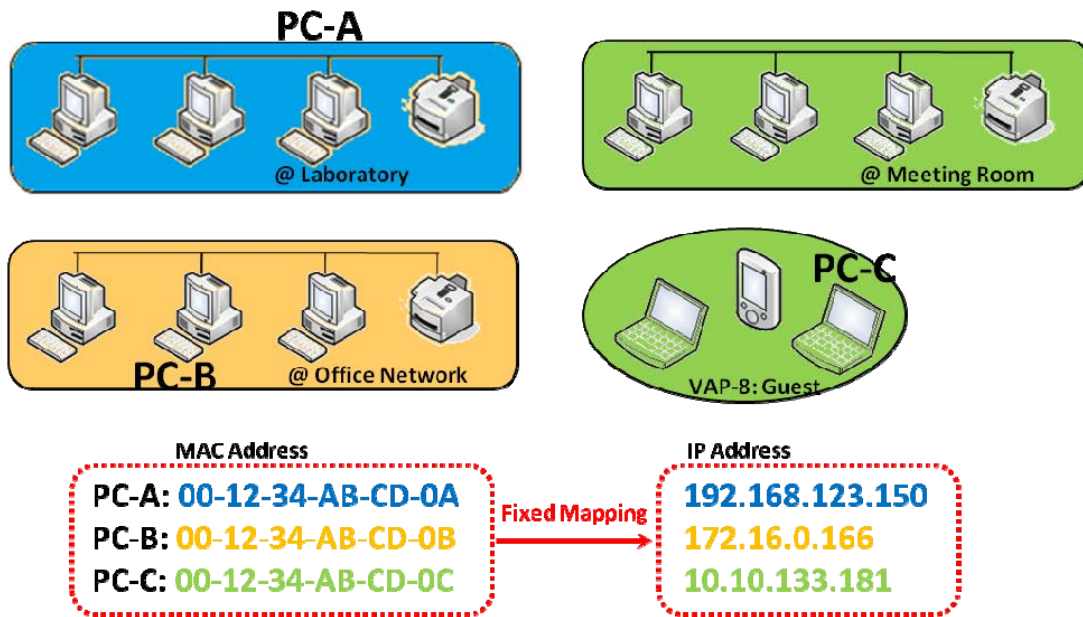 PC-A
@ Laboratory
@ Meeting Room
PC-B
@ Office Network
PC-C
VAP-8: Guest
MAC Address
PC-A: 00-12-34-AB-CD-0A
PC-B: 00-12-34-AB-CD-0B
PC-C: 00-12-34-AB-CD-0C
Fixed Mapping
IP Address
192.168.123.150
172.16.0.166
10.10.133.181